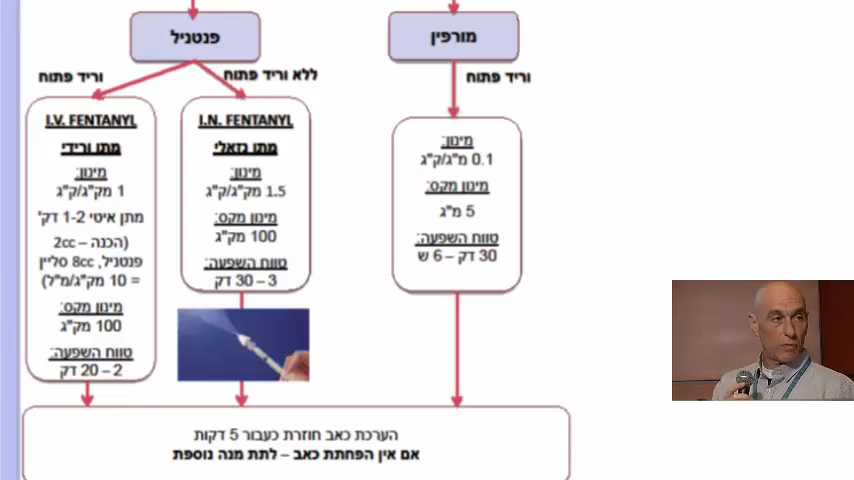 מורפין
וריד פתוח
מינון:
0.1 מ"ג/ק"ג
מינון מקס:
5 מ"ג
טווח השפעה:
30 דק – 6 ש
פנטניל
ללא וריד פתוח
וריד פתוח
I.N. FENTANYL
מתן נזאלי
מינון:
1.5 מק"ג/ק"ג
מינון מקס:
100 מק"ג
טווח השפעה:
3 – 30 דק
I.V. FENTANYL
מתן ורידי
מינון:
1 מק"ג/ק"ג
מתן איטי 1-2 דק'
(הכנה – 2cc
פנטניל, 8cc סליין
= 10 מק"ג/מ"ל)
מינון מקס:
100 מק"ג
טווח השפעה:
2 – 20 דק
הערכת כאב חוזרת כעבור 5 דקות
אם אין הפחתת כאב – לתת מנה נוספת